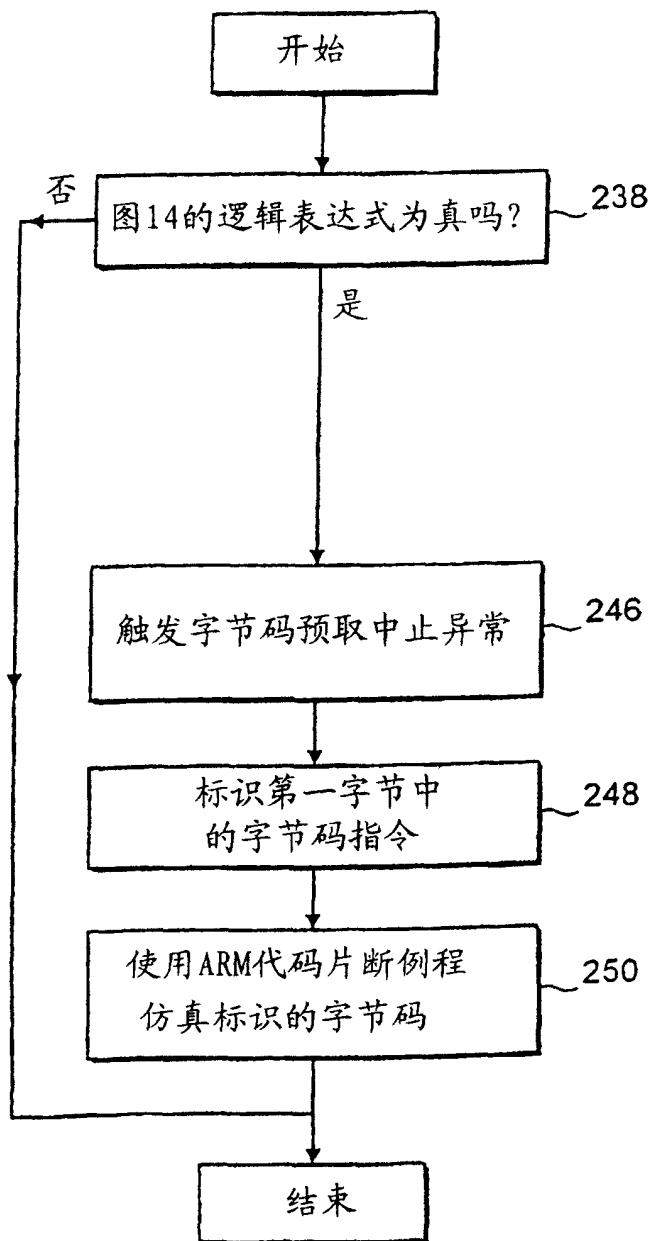 开始
否
图14的逻辑表达式为真吗?
238
是
触发字节码预取中止异常
246
标识第一字节中
的字节码指令
248
使用ARM代码片断例程
仿真标识的字节码
250
结束